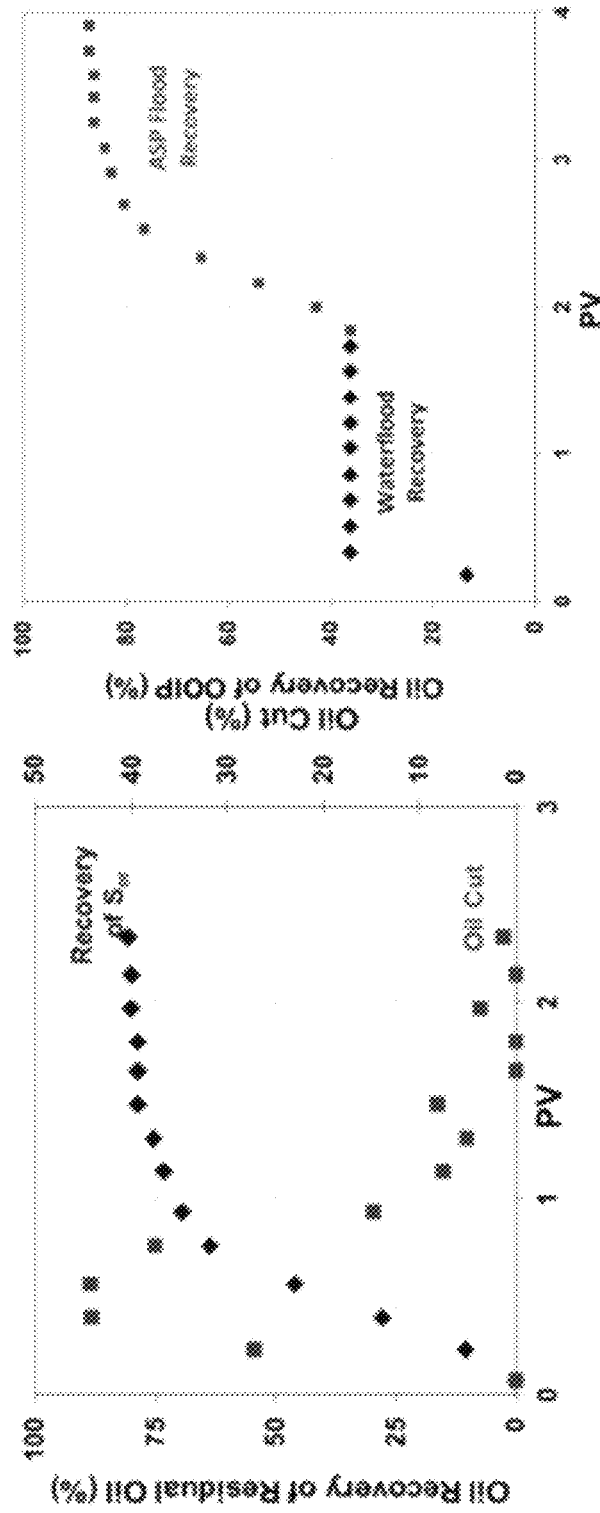 Oil Recovery of Residual Oil (%)
100
75
50
25
0
0
1
2
3
PV
Recovery
of Sor
Oil Cut
50
40
30
20
10
0
Oil Cut (%)
Oil Recovery of OOIP (%)
100
80
60
40
20
0
0
1
2
3
4
PV
Waterflood
Recovery
ASP Flood
Recovery